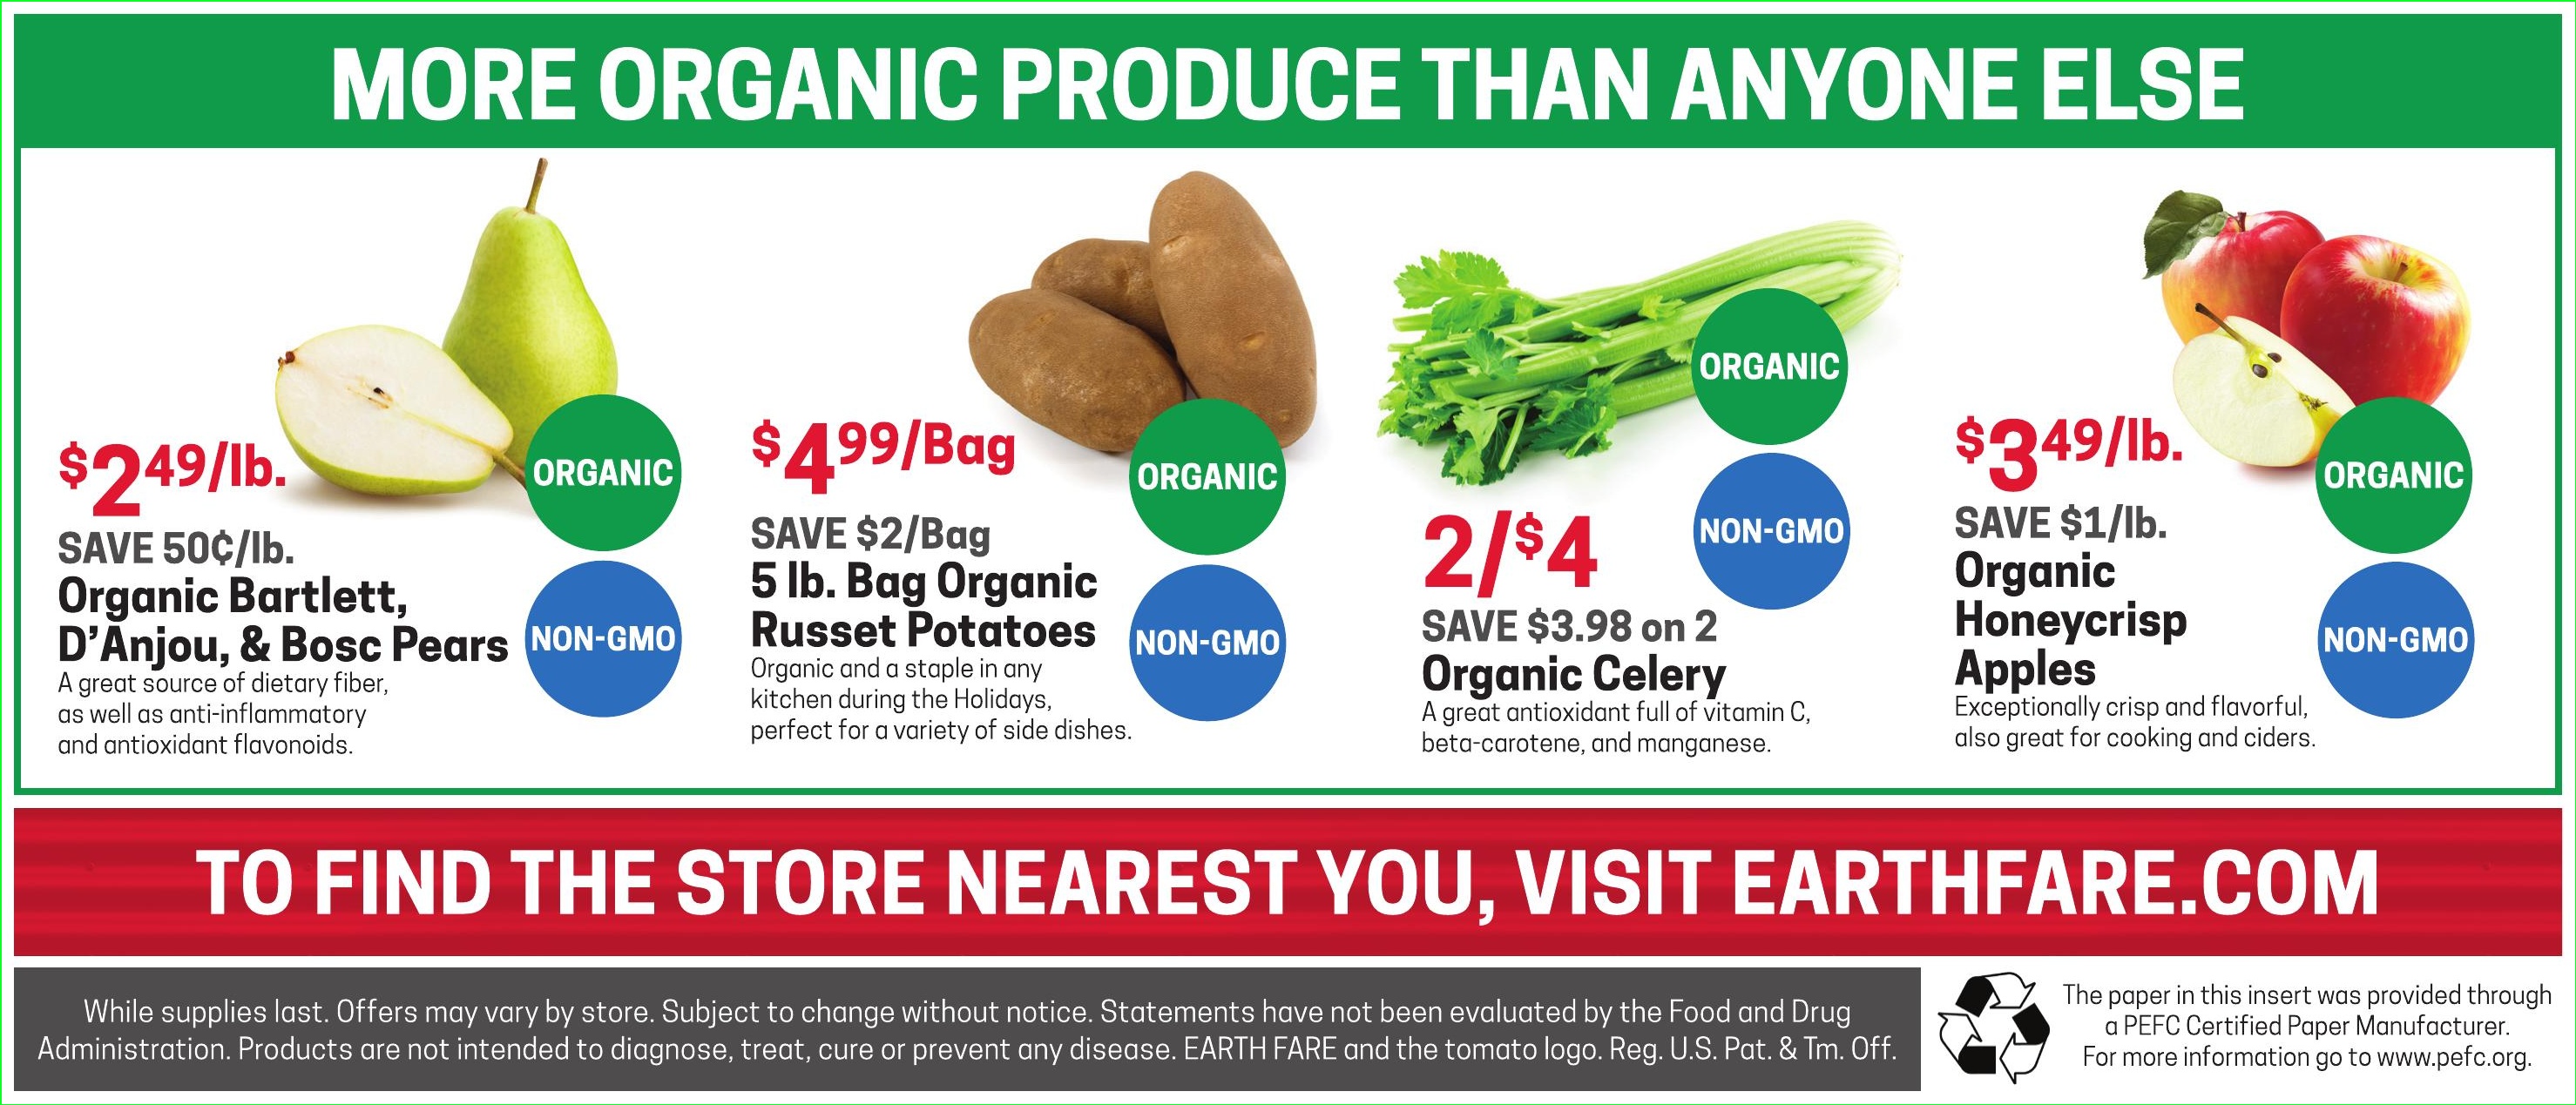 MORE ORGANIC PRODUCE THAN ANYONE ELSE
$249/lb.
SAVE 50¢/lb.
Organic Bartlett,
D’Anjou, & Bosc Pears
A great source of dietary fiber,
as well as anti-inflammatory
and antioxidant flavonoids.
ORGANIC
NON-GMO
$499/Bag
SAVE $2/Bag
5 lb. Bag Organic
Russet Potatoes
Organic and a staple in any
kitchen during the Holidays,
perfect for a variety of side dishes.
ORGANIC
NON-GMO
2/$4
SAVE $3.98 on 2
Organic Celery
A great antioxidant full of vitamin C,
beta-carotene, and manganese.
ORGANIC
NON-GMO
$349/lb.
SAVE $1/lb.
Organic
Honeycrisp
Apples
Exceptionally crisp and flavorful,
also great for cooking and ciders.
ORGANIC
NON-GMO
TO FIND THE STORE NEAREST YOU, VISIT EARTHFARE.COM
While supplies last. Offers may vary by store. Subject to change without notice. Statements have not been evaluated by the Food and Drug
Administration. Products are not intended to diagnose, treat, cure or prevent any disease. EARTH FARE and the tomato logo. Reg. U.S. Pat. & Tm. Off.
The paper in this insert was provided through
a PEFC Certified Paper Manufacturer.
For more information go to www.pefc.org.